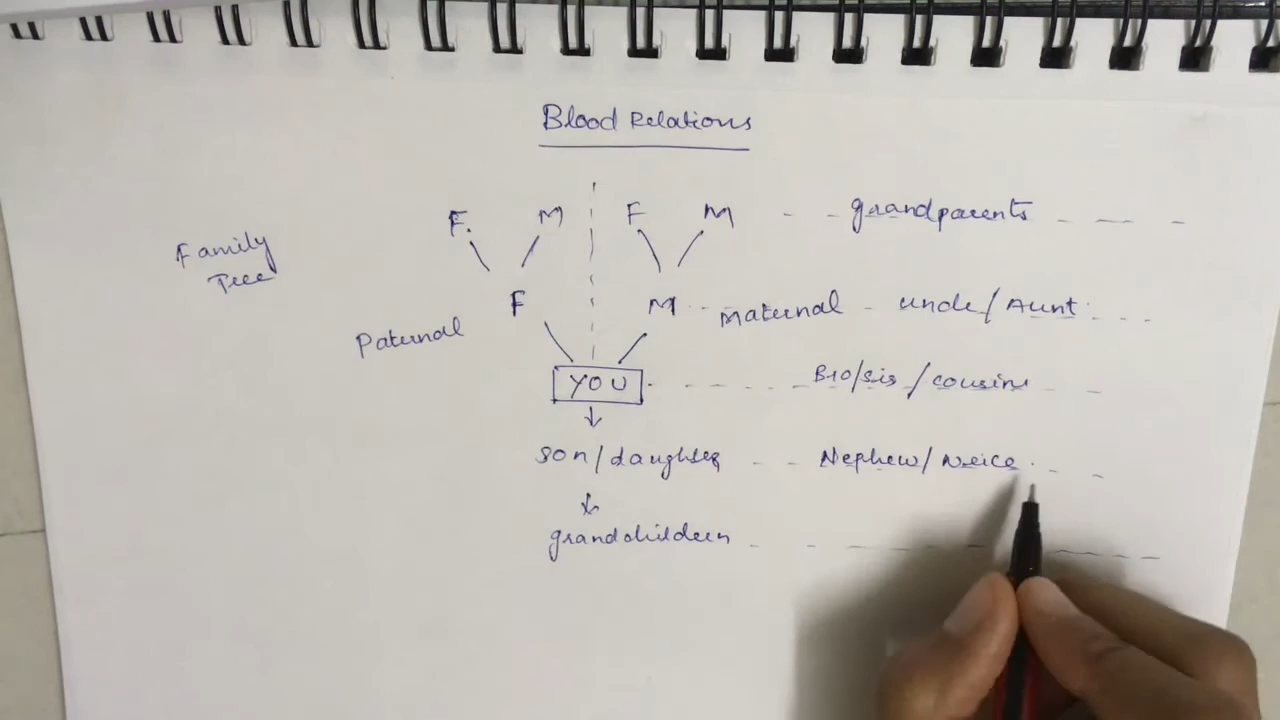 Blood Relations
F. M F M grandparents
Family
Tree
F M maternal uncle/Aunt
Paternal
YOU Bro/sis/cousins
son/daughter Nephew/Neice
grandchildren